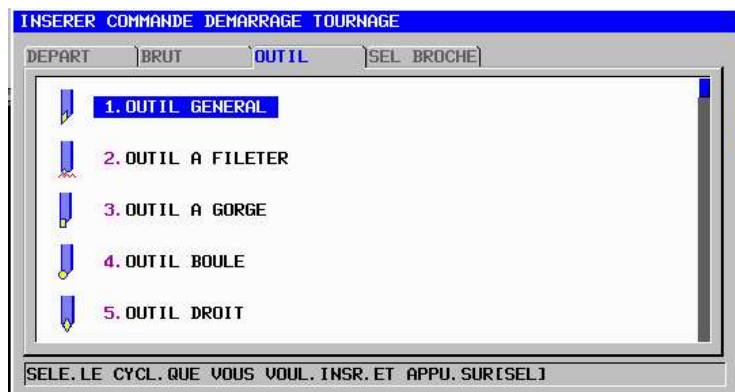 INSERER COMMANDE DEMARRAGE TOURNAGE
DEPART BRUT OUTIL SEL BROCHE
1.OUTIL GENERAL
2.OUTIL A FILETER
3.OUTIL A GORGE
4.OUTIL BOULE
5.OUTIL DROIT
SELE.LE CYCL.QUE VOUS VOUL.INSR.ET APPU.SUR[SEL]